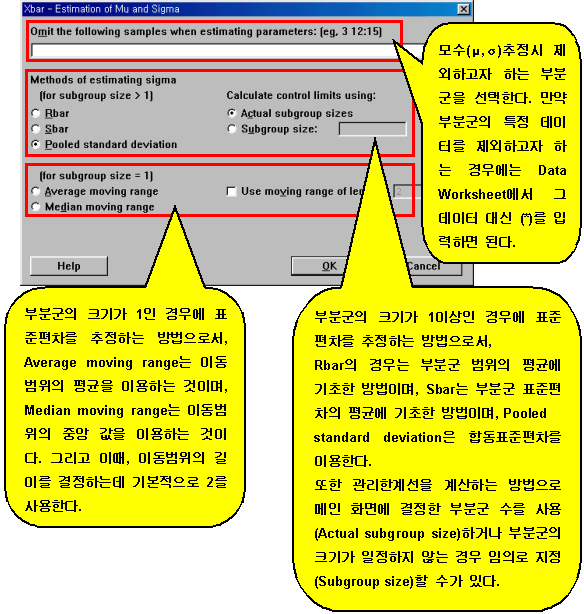 Xbar - Estimation of Mu and Sigma
Omit the following samples when estimating parameters: (eg, 3 12:15)
Methods of estimating sigma
(for subgroup size > 1)
Rbar
Sbar
Pooled standard deviation
Calculate control limits using:
Actual subgroup sizes
Subgroup size:
(for subgroup size = 1)
Average moving range
Median moving range
Use moving range of len
2
Help
OK
Cancel
모수(μ,σ)추정시 제
외하고자 하는 부분
군을 선택한다. 만약
부분군의 특정 데이
터를 제외하고자 하
는 경우에는 Data
Worksheet에서 그
데이터 대신 (*)를 입
력하면 된다.
부분군의 크기가 1인 경우에 표
준편차를 추정하는 방법으로서,
Average moving range는 이동
범위의 평균을 이용하는 것이며,
Median moving range는 이동범
위의 중앙 값을 이용하는 것이
다. 그리고 이때, 이동범위의 길
이를 결정하는데 기본적으로 2를
사용한다.
부분군의 크기가 1이상인 경우에 표준
편차를 추정하는 방법으로서,
Rbar의 경우는 부분군 범위의 평균에
기초한 방법이며, Sbar는 부분군 표준편
차의 평균에 기초한 방법이며, Pooled
standard deviation은 합동표준편차를
이용한다.
또한 관리한계선을 계산하는 방법으로
메인 화면에 결정한 부분군 수를 사용
(Actual subgroup size)하거나 부분군의
크기가 일정하지 않는 경우 임의로 지정
(Subgroup size)할 수가 있다.